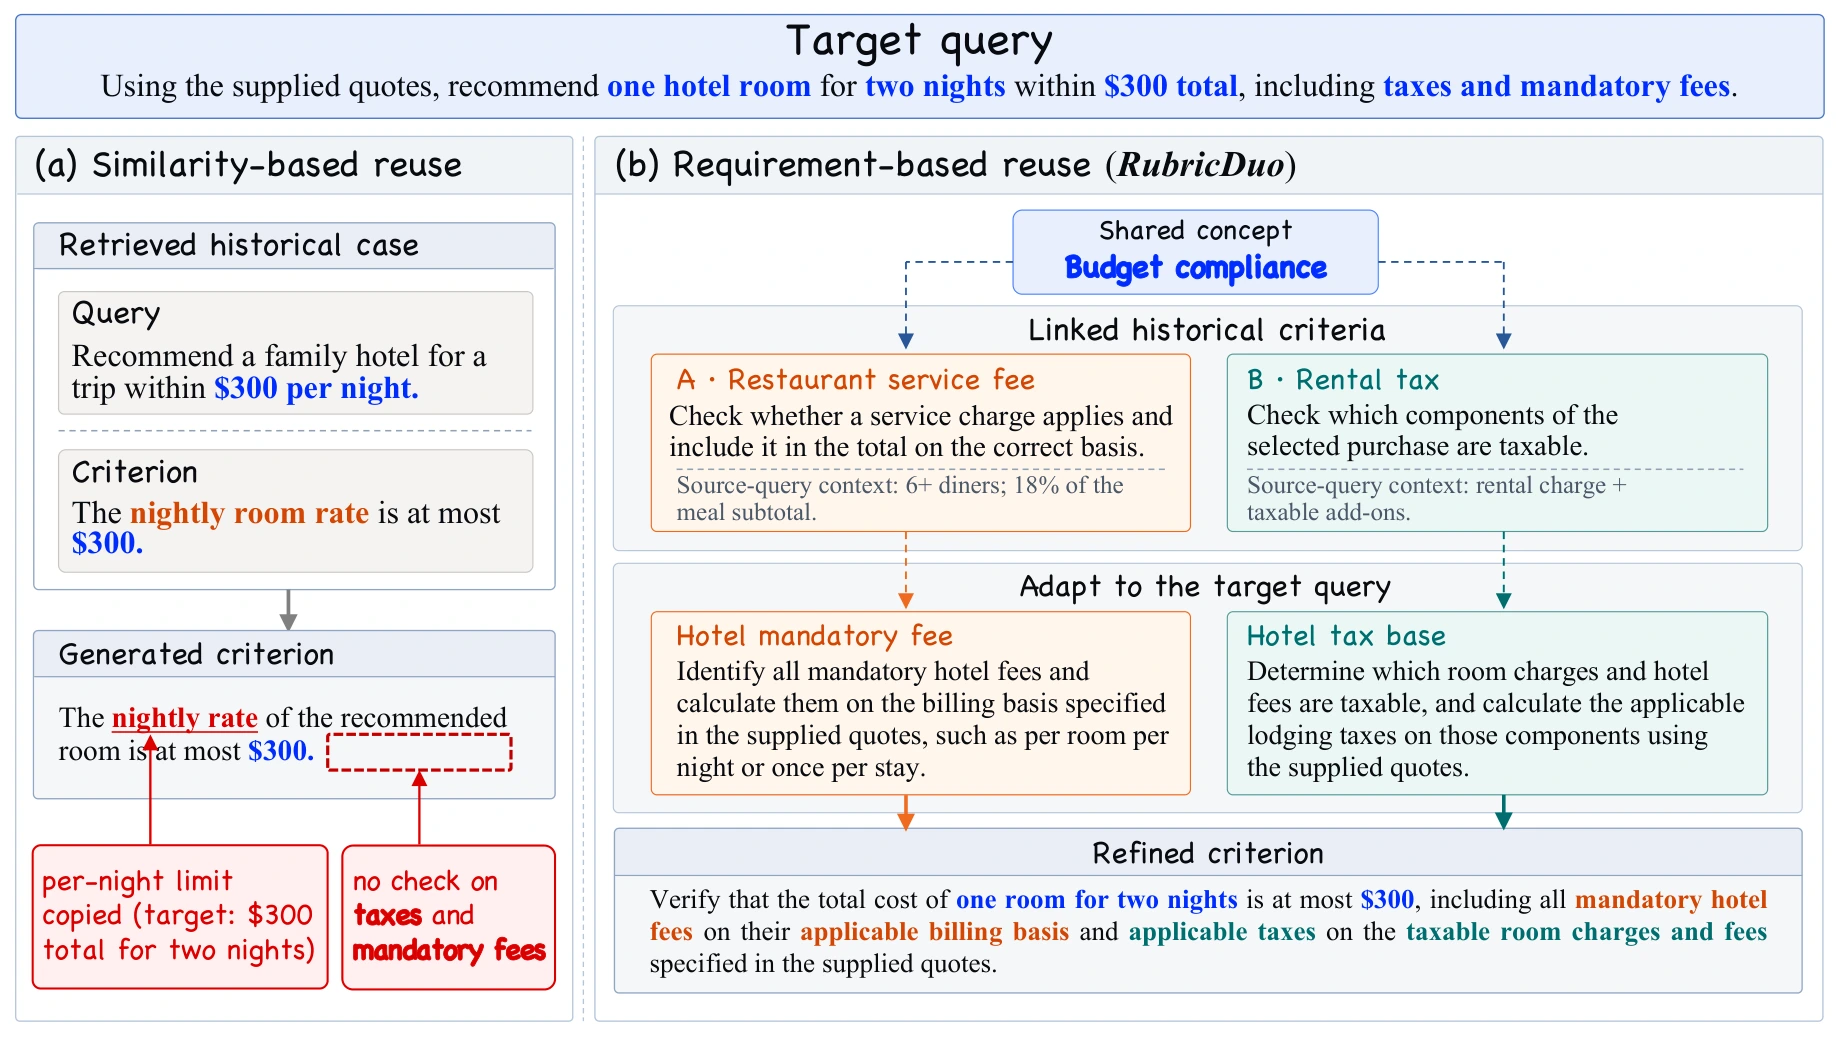 Target query
Using the supplied quotes, recommend one hotel room for two nights within $300 total, including taxes and mandatory fees.
(a) Similarity-based reuse
Retrieved historical case
Query
Recommend a family hotel for a
trip within $300 per night.
Criterion
The nightly room rate is at most
$300.
Generated criterion
The nightly rate of the recommended
room is at most $300.
per-night limit
copied (target: $300
total for two nights)
no check on
taxes and
mandatory fees
(b) Requirement-based reuse (RubricDuo)
Shared concept
Budget compliance
Linked historical criteria
A · Restaurant service fee
Check whether a service charge applies and
include it in the total on the correct basis.
Source-query context: 6+ diners; 18% of the
meal subtotal.
B · Rental tax
Check which components of the
selected purchase are taxable.
Source-query context: rental charge +
taxable add-ons.
Adapt to the target query
Hotel mandatory fee
Identify all mandatory hotel fees and
calculate them on the billing basis specified
in the supplied quotes, such as per room per
night or once per stay.
Hotel tax base
Determine which room charges and hotel
fees are taxable, and calculate the applicable
lodging taxes on those components using
the supplied quotes.
Refined criterion
Verify that the total cost of one room for two nights is at most $300, including all mandatory hotel
fees on their applicable billing basis and applicable taxes on the taxable room charges and fees
specified in the supplied quotes.